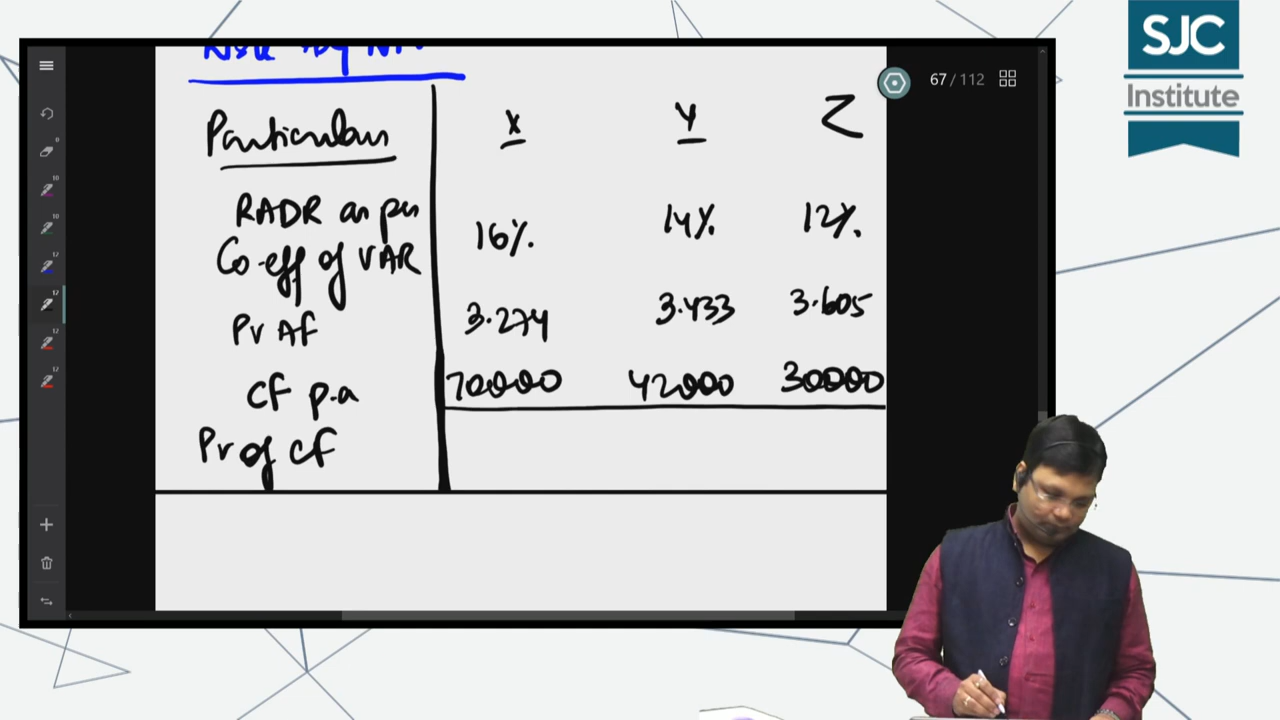 SJC
Institute
67 / 112
Particulars
X Y Z
RADR as per
Co-eff of VAR
16% 14% 12%
PV AF
3.274 3.433 3.605
CF p.a
70000 42000 30000
PV of CF